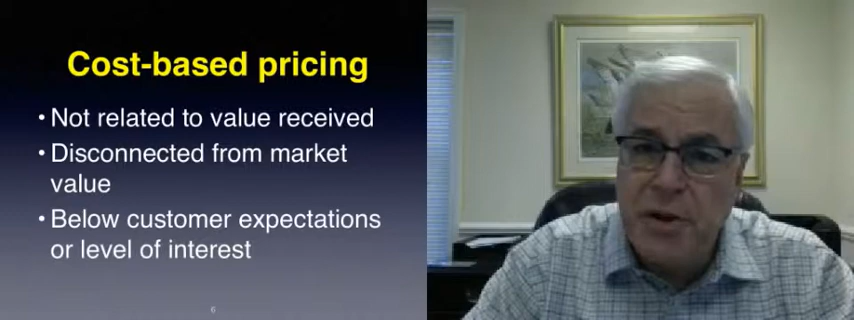 Cost-based pricing
• Not related to value received
• Disconnected from market
value
• Below customer expectations
or level of interest
6